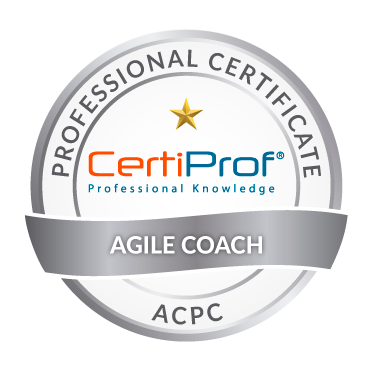 PROFESSIONAL CERTIFICATE
CertiProf®
Professional Knowledge
AGILE COACH
ACPC